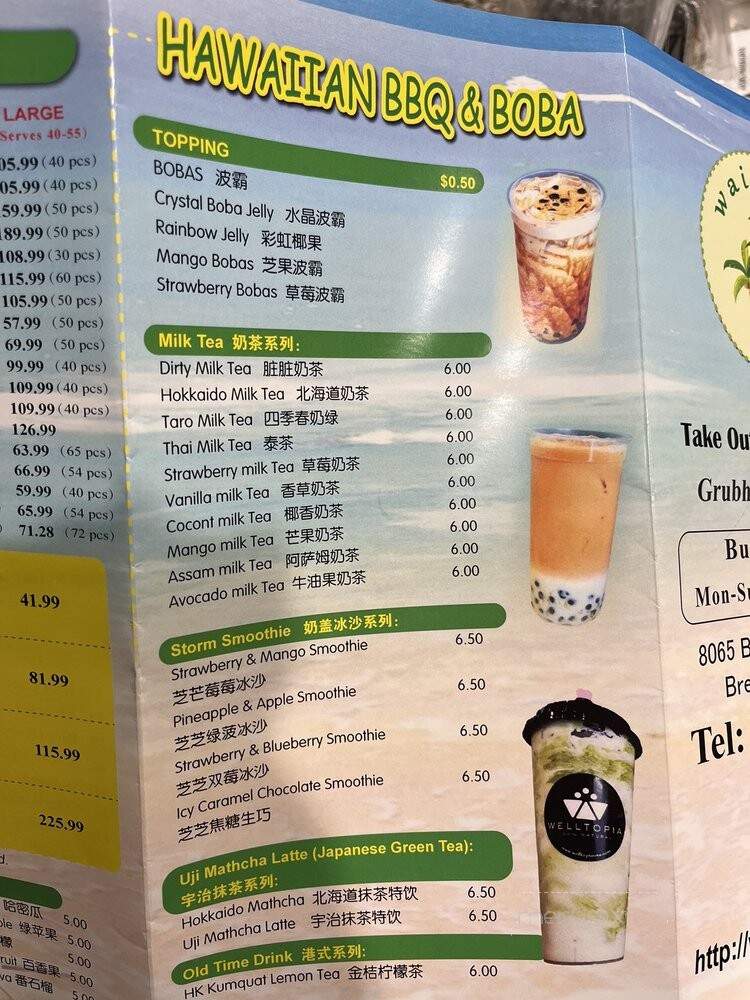 LARGE
(Serves 40-55)
05.99 (40 pcs)
05.99 (40 pcs)
59.99 (50 pcs)
189.99 (50 pcs)
108.99 (30 pcs)
115.99 (60 pcs)
105.99 (50 pcs)
57.99 (50 pcs)
69.99 (50 pcs)
99.99 (40 pcs)
109.99 (40 pcs)
109.99 (40 pcs)
126.99
63.99 (65 pcs)
66.99 (54 pcs)
59.99 (40 pcs)
65.99 (54 pcs)
71.28 (72 pcs)
41.99
81.99
115.99
225.99
哈密瓜 5.00
青苹果 5.00
5.00
百香果 5.00
番石榴 5.00
HAWAIIAN BBQ & BOBA
TOPPING
BOBAS 波霸 $0.50
Crystal Boba Jelly 水晶波霸
Rainbow Jelly 彩虹椰果
Mango Bobas 芝果波霸
Strawberry Bobas 草莓波霸
Milk Tea 奶茶系列:
Dirty Milk Tea 脏脏奶茶 6.00
Hokkaido Milk Tea 北海道奶茶 6.00
Taro Milk Tea 四季春奶绿 6.00
Thai Milk Tea 泰茶 6.00
Strawberry milk Tea 草莓奶茶 6.00
Vanilla milk Tea 香草奶茶 6.00
Cocont milk Tea 椰香奶茶 6.00
Mango milk Tea 芒果奶茶 6.00
Assam milk Tea 阿萨姆奶茶 6.00
Avocado milk Tea 牛油果奶茶 6.00
Storm Smoothie 奶盖冰沙系列:
Strawberry & Mango Smoothie 6.50
芝芒莓莓冰沙
Pineapple & Apple Smoothie 6.50
芝芝绿菠冰沙
Strawberry & Blueberry Smoothie 6.50
芝芝双莓冰沙
Icy Caramel Chocolate Smoothie 6.50
芝芝焦糖生巧
Uji Mathcha Latte (Japanese Green Tea):
宇治抹茶系列:
Hokkaido Mathcha 北海道抹茶特饮 6.50
Uji Mathcha Latte 宇治抹茶特饮 6.50
Old Time Drink 港式系列:
HK Kumquat Lemon Tea 金桔柠檬茶 6.00
WELLTOPIA
wai
Take Ou
Grubh
Bu
Mon-Su
8065 B
Bre
Tel:
http://